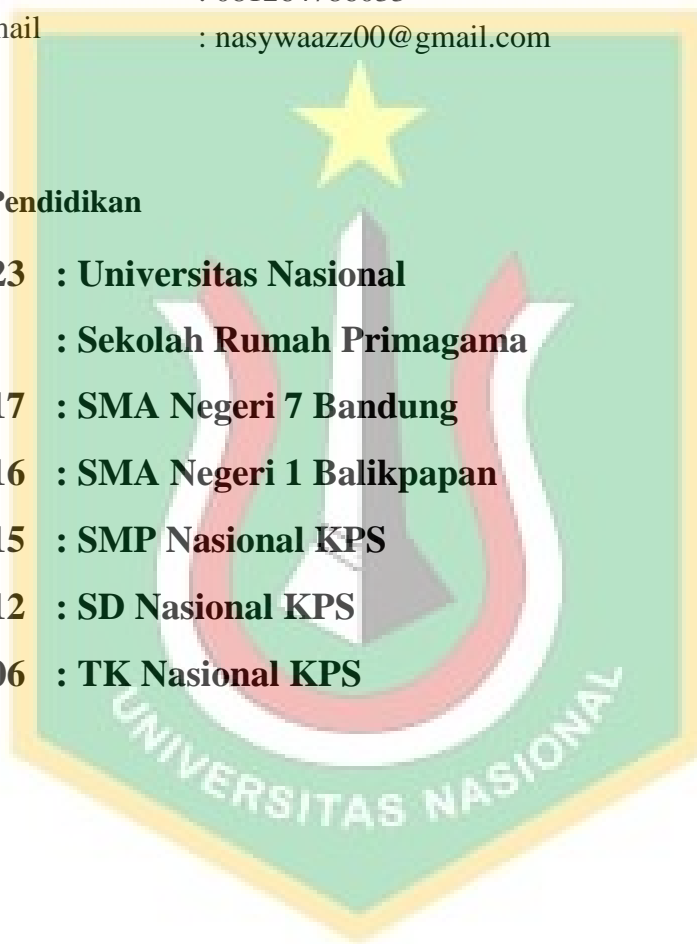 : nasywaazz00@gmail.com
Pendidikan
23 : Universitas Nasional
: Sekolah Rumah Primagama
17 : SMA Negeri 7 Bandung
16 : SMA Negeri 1 Balikpapan
15 : SMP Nasional KPS
12 : SD Nasional KPS
06 : TK Nasional KPS
UNIVERSITAS NASIONAL